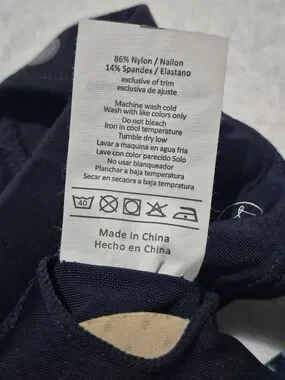 86% Nylon / Nailon
14% Spandex / Elastano
exclusive of trim
exclusiva de ajuste
Machine wash cold
Wash with like colors only
Do not bleach
Iron in cool temperature
Tumble dry low
Lavar a maquina en agua fria
Lave con color parecido Solo
No usar blanqueador
Planchar a baja temperatura
Secar en secaora a baja temperatura
40
Made in China
Hecho en China